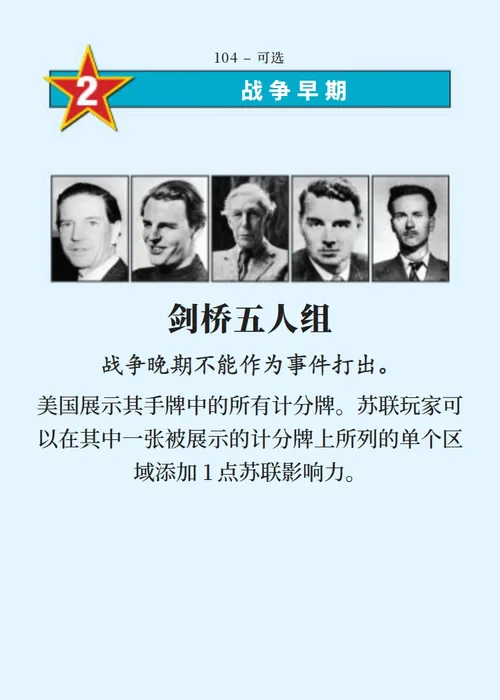 104 – 可选
2
战争早期
剑桥五人组
战争晚期不能作为事件打出。
美国展示其手牌中的所有计分牌。苏联玩家可
以在其中一张被展示的计分牌上所列的单个区
域添加 1 点苏联影响力。